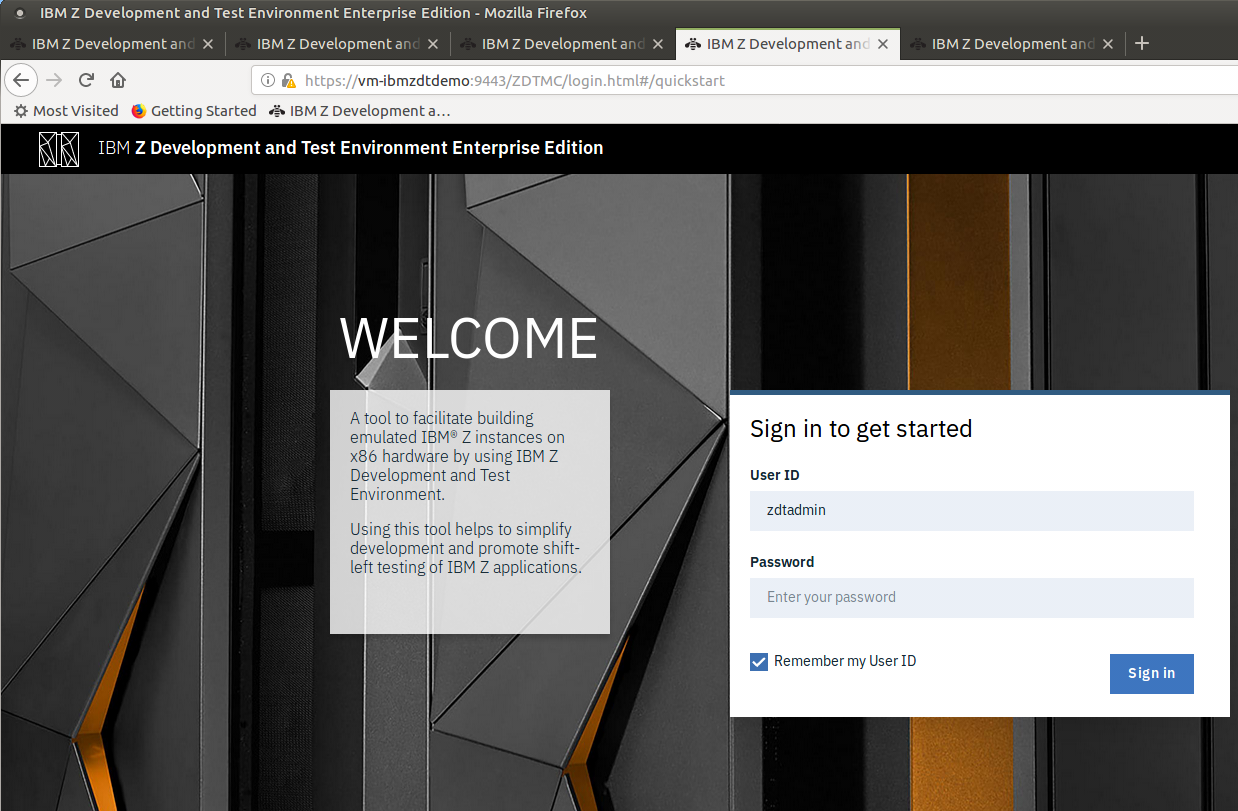 IBM Z Development and Test Environment Enterprise Edition - Mozilla Firefox
IBM Z Development and
IBM Z Development and
IBM Z Development and
IBM Z Development and
IBM Z Development and
https://vm-ibmzdtdemo:9443/ZDTMC/login.html#/quickstart
Most Visited
Getting Started
IBM Z Development a...
IBM Z Development and Test Environment Enterprise Edition
WELCOME
A tool to facilitate building
emulated IBM® Z instances on
x86 hardware by using IBM Z
Development and Test
Environment.
Using this tool helps to simplify
development and promote shift-
left testing of IBM Z applications.
Sign in to get started
User ID
zdtadmin
Password
Enter your password
Remember my User ID
Sign in